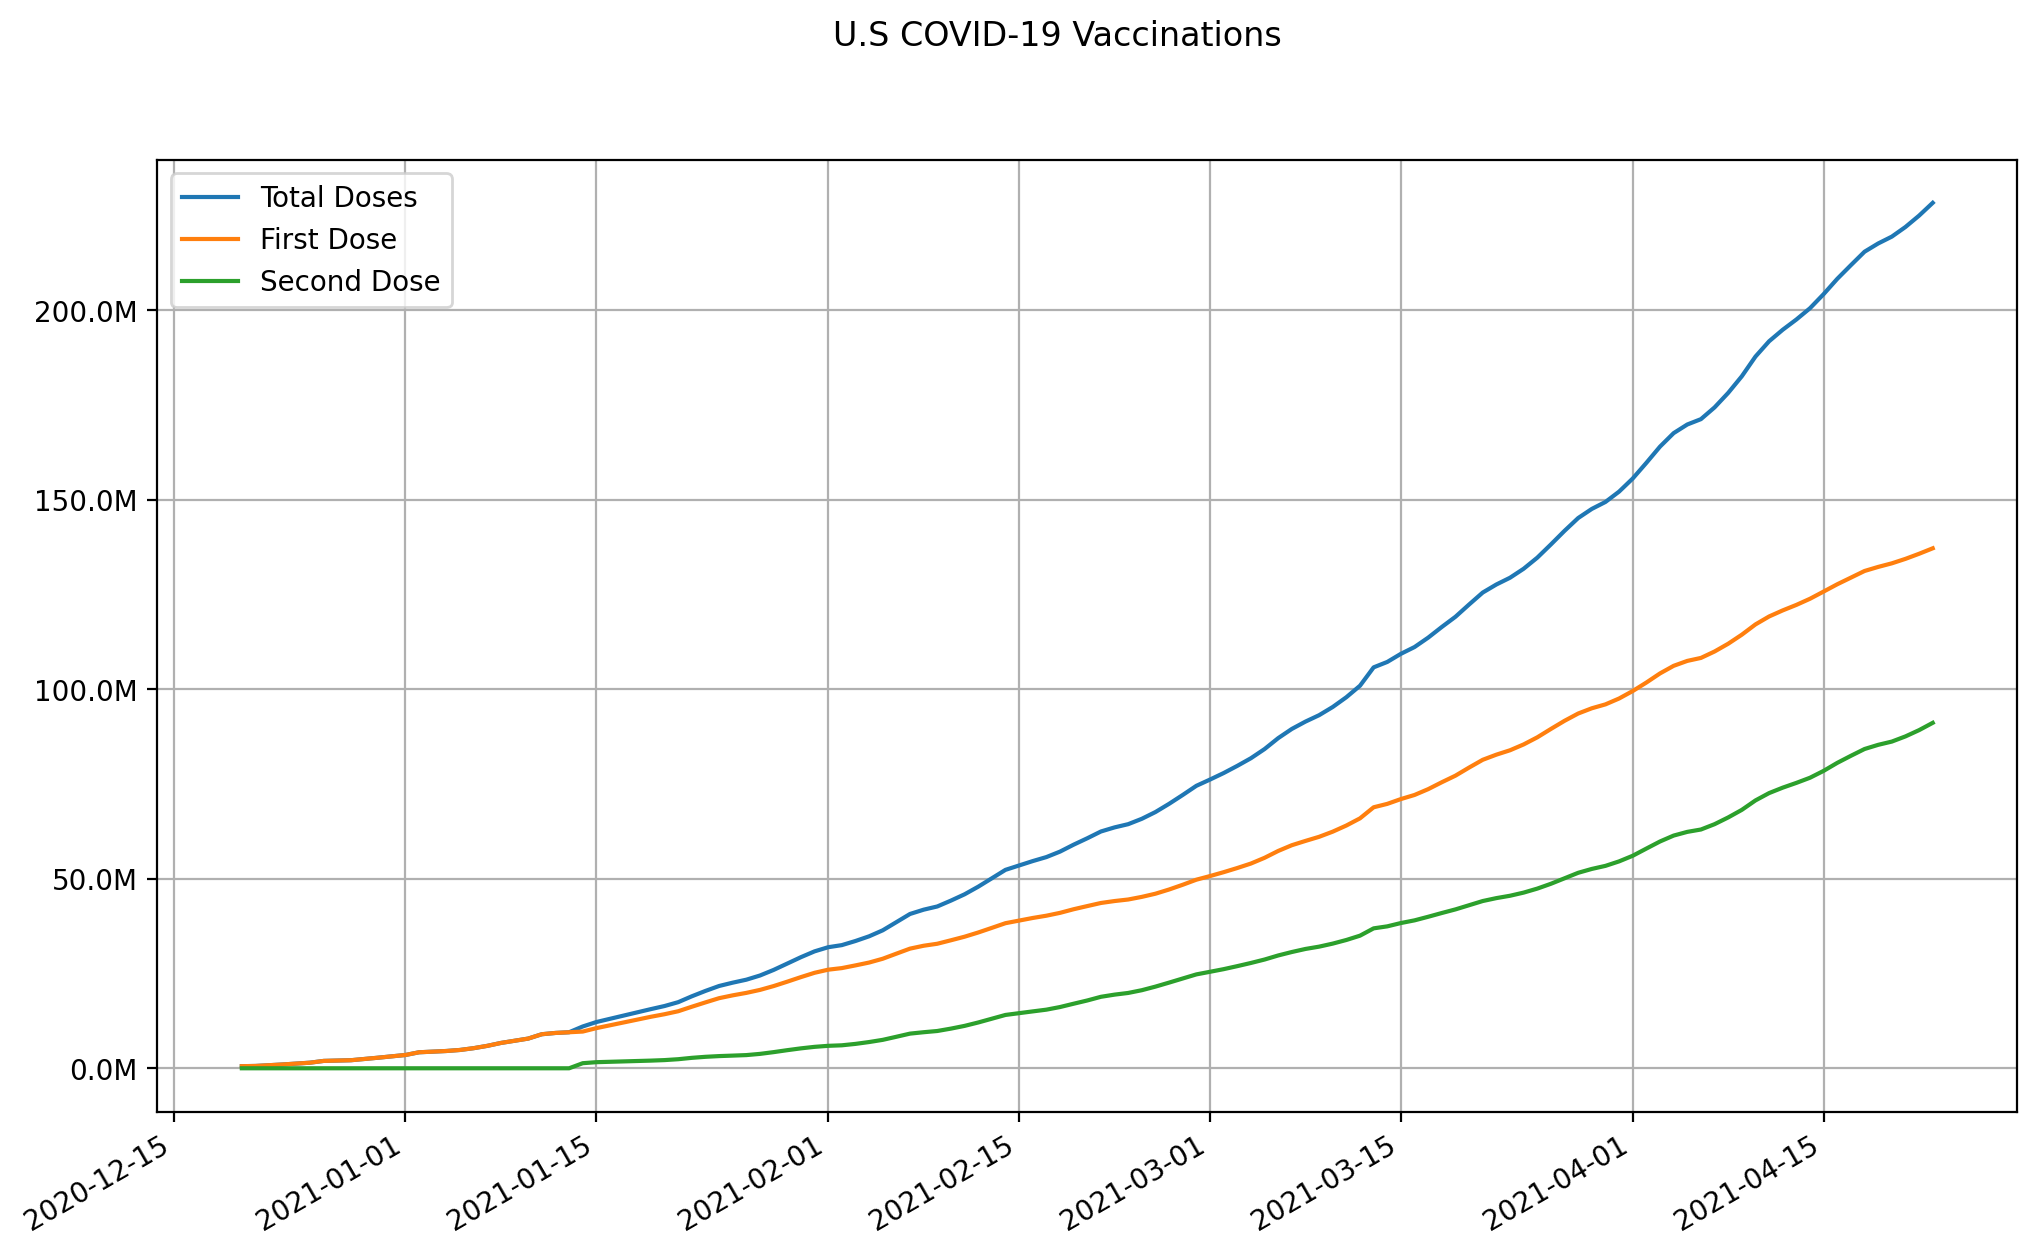 U.S COVID-19 Vaccinations
Total Doses
First Dose
Second Dose
200.0M
150.0M
100.0M
50.0M
0.0M
2020-12-15
2021-01-01
2021-01-15
2021-02-01
2021-02-15
2021-03-01
2021-03-15
2021-04-01
2021-04-15